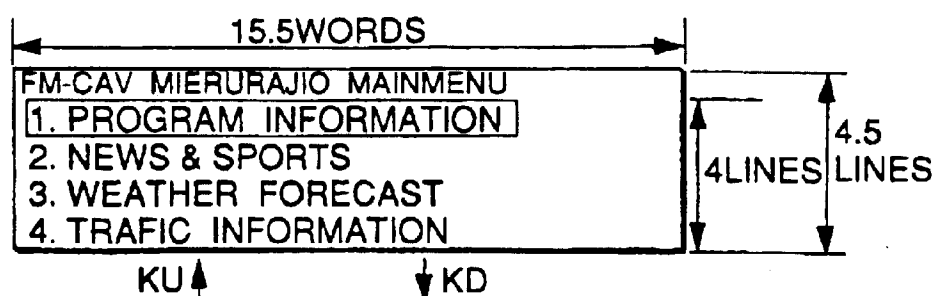 15.5WORDS
FM-CAV MIERURAJIO MAINMENU
1. PROGRAM INFORMATION
2. NEWS & SPORTS
3. WEATHER FORECAST
4. TRAFIC INFORMATION
4LINES
4.5
LINES
KU
KD